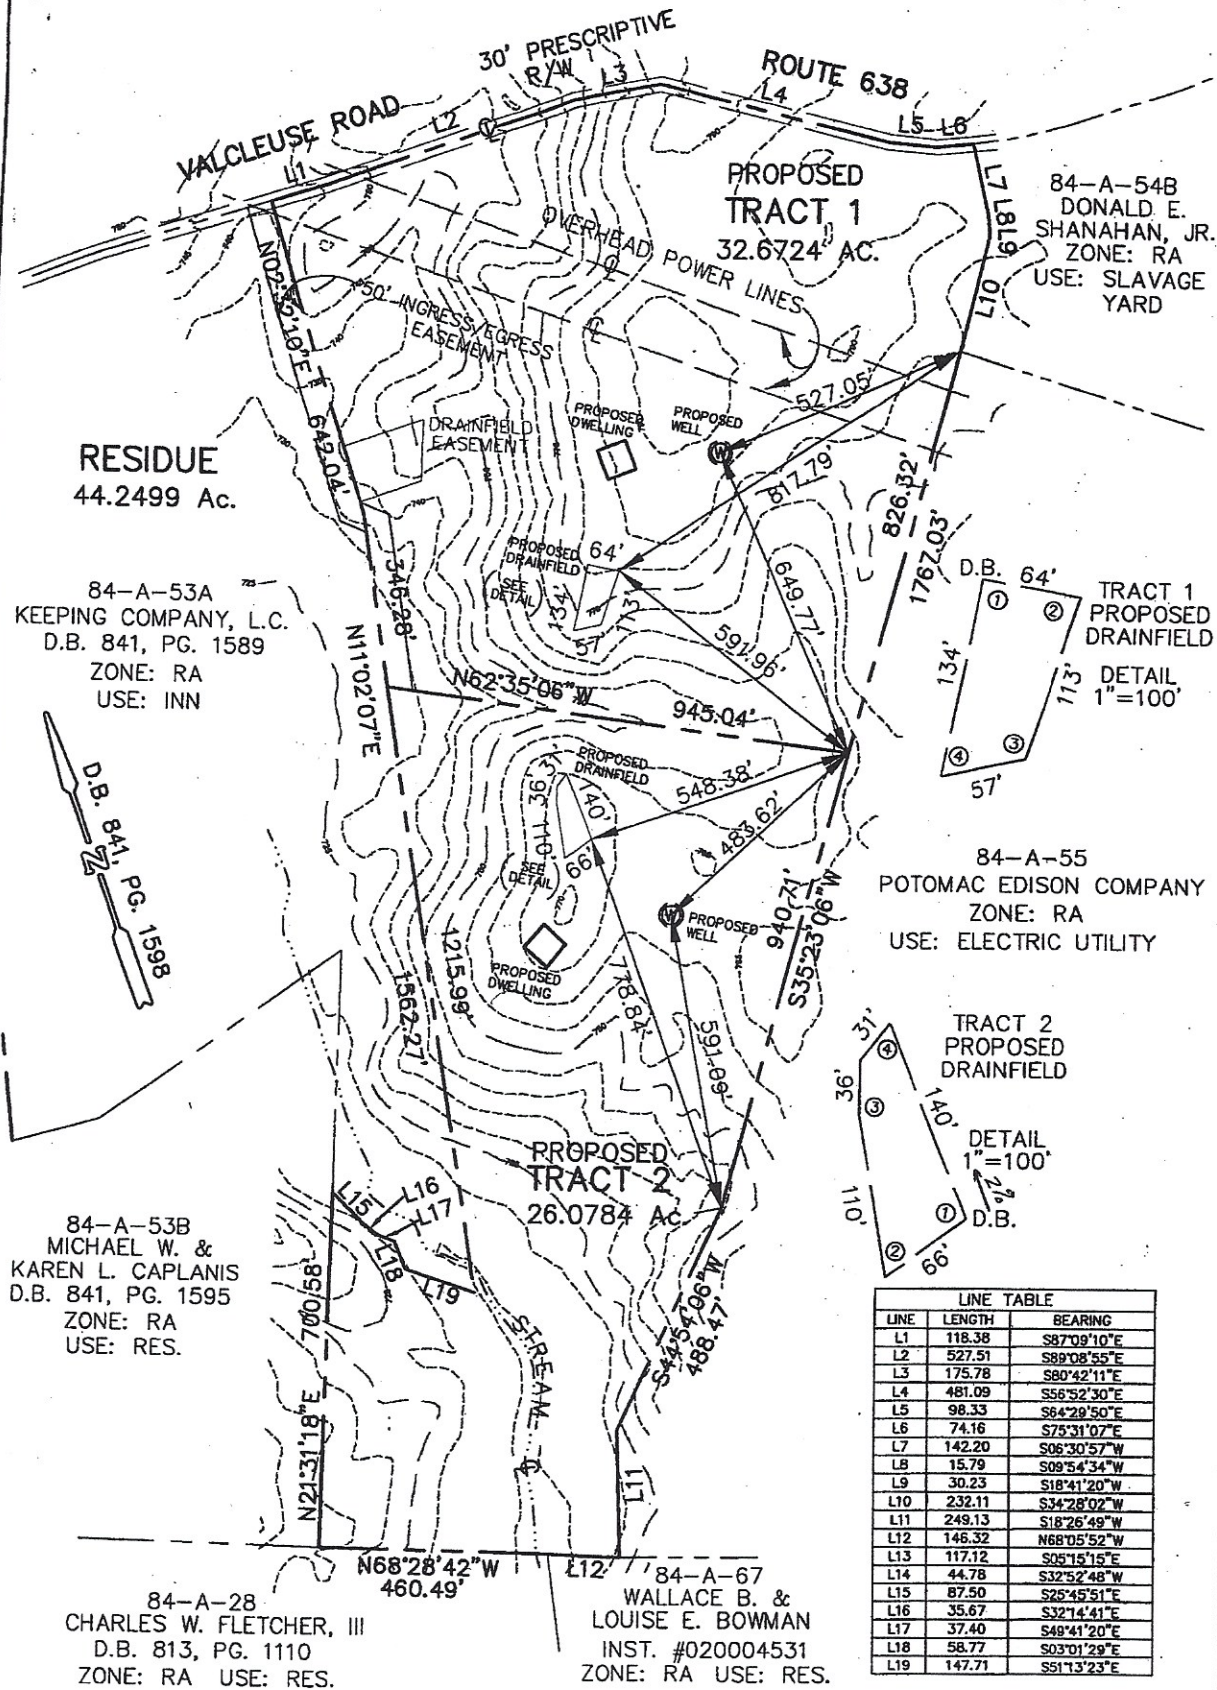 30' PRESCRIPTIVE
R/W
ROUTE 638
VALCLEUSE ROAD
L1
L2
L3
L4
L5
L6
L7
L8
L9
L10
PROPOSED
TRACT 1
32.6724 AC.
84-A-54B
DONALD E.
SHANAHAN, JR.
ZONE: RA
USE: SLAVAGE
YARD
OVERHEAD POWER LINES
50' INGRESS/EGRESS
EASEMENT
642.04'
DRAINFIELD
EASEMENT
PROPOSED
DWELLING
PROPOSED
WELL
W
527.05'
817.79'
RESIDUE
44.2499 Ac.
826.32'
1767.03'
PROPOSED
DRAINFIELD
(SEE
DETAIL)
64'
134'
113'
57'
649.77'
591.96'
346.28'
84-A-53A
KEEPING COMPANY, L.C.
D.B. 841, PG. 1589
ZONE: RA
USE: INN
N11°02'07"E
N62°35'06"W
945.04'
D.B.
64'
1
2
134'
113'
4
3
57'
TRACT 1
PROPOSED
DRAINFIELD
DETAIL
1"=100'
D.B. 841, PG. 1598
N
PROPOSED
DRAINFIELD
31'
36'
140'
110'
66'
(SEE
DETAIL)
548.38'
483.62'
W
PROPOSED
WELL
PROPOSED
DWELLING
940.71'
S35°23'06"W
84-A-55
POTOMAC EDISON COMPANY
ZONE: RA
USE: ELECTRIC UTILITY
1215.99'
1562.27'
778.84'
591.09'
TRACT 2
PROPOSED
DRAINFIELD
31'
4
36'
3
140'
110'
1
2
66'
DETAIL
1"=100'
2%
D.B.
PROPOSED
TRACT 2
26.0784 Ac.
L15
L16
L17
L18
L19
84-A-53B
MICHAEL W. &
KAREN L. CAPLANIS
D.B. 841, PG. 1595
ZONE: RA
USE: RES.
N21°31'18"E
700.58'
STREAM
S44°54'06"W
488.47'
L11
N68°28'42"W
460.49'
L12
84-A-28
CHARLES W. FLETCHER, III
D.B. 813, PG. 1110
ZONE: RA USE: RES.
84-A-67
WALLACE B. &
LOUISE E. BOWMAN
INST. #020004531
ZONE: RA USE: RES.
LINE TABLE
LINE LENGTH BEARING
L1 118.38 S87°09'10"E
L2 527.51 S89°08'55"E
L3 175.78 S80°42'11"E
L4 481.09 S56°52'30"E
L5 98.33 S64°29'50"E
L6 74.16 S75°31'07"E
L7 142.20 S06°30'57"W
L8 15.79 S09°54'34"W
L9 30.23 S18°41'20"W
L10 232.11 S34°28'02"W
L11 249.13 S18°26'49"W
L12 146.32 N68°05'52"W
L13 117.12 S05°15'15"E
L14 44.78 S32°52'48"W
L15 87.50 S25°45'51"E
L16 35.67 S32°14'41"E
L17 37.40 S49°41'20"E
L18 58.77 S03°01'29"E
L19 147.71 S51°13'23"E